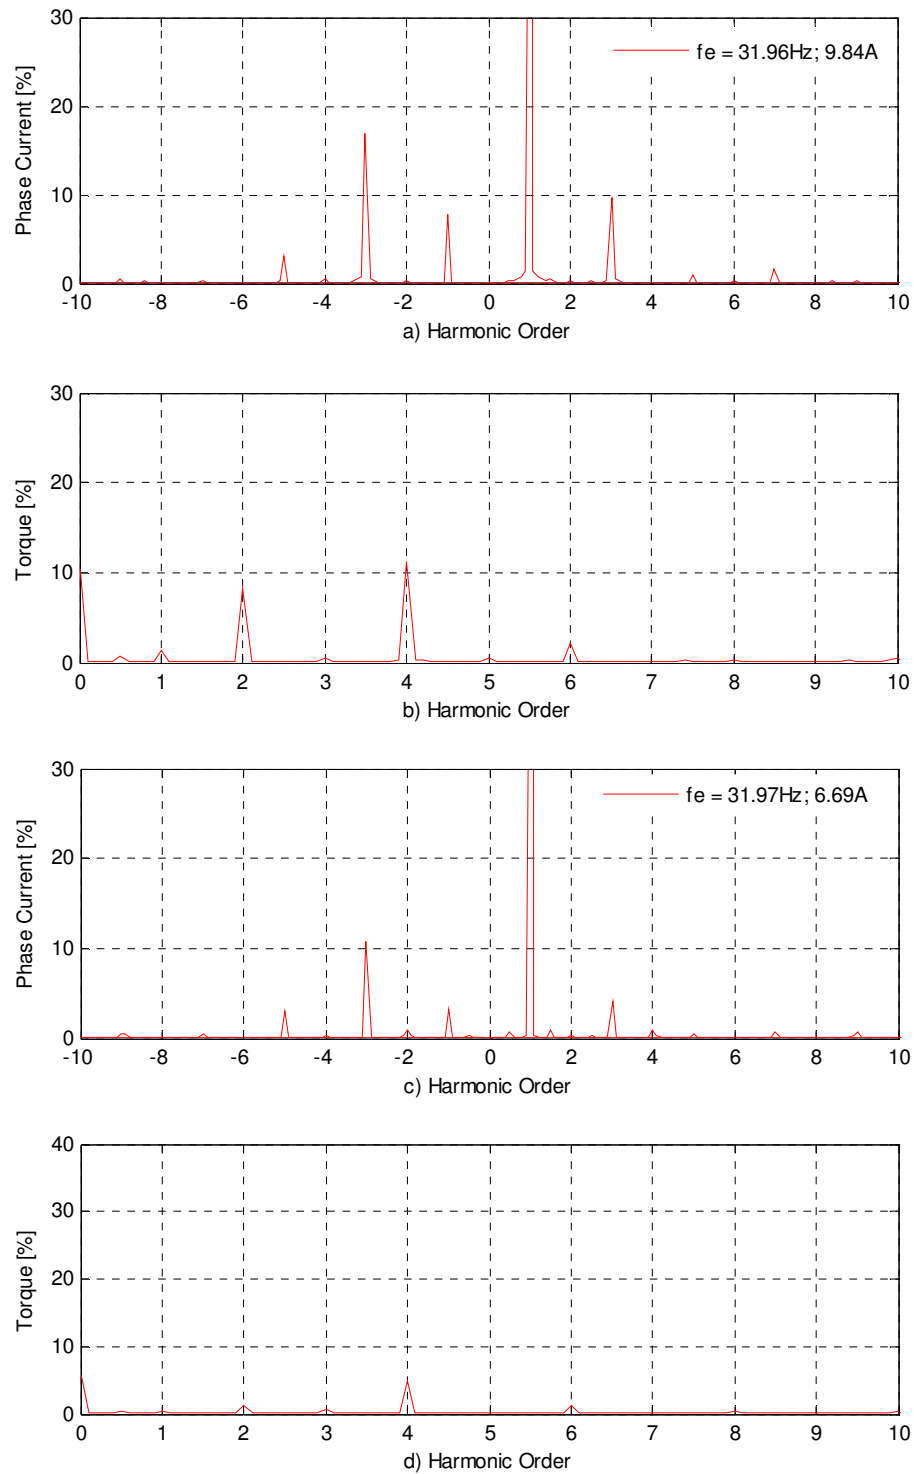 30
fe = 31.96Hz; 9.84A
20
Phase Current [%]
10
0
-10 -8 -6 -4 -2 0 2 4 6 8 10
a) Harmonic Order
30
20
Torque [%]
10
0
0 1 2 3 4 5 6 7 8 9 10
b) Harmonic Order
30
fe = 31.97Hz; 6.69A
20
Phase Current [%]
10
0
-10 -8 -6 -4 -2 0 2 4 6 8 10
c) Harmonic Order
40
30
Torque [%]
20
10
0
0 1 2 3 4 5 6 7 8 9 10
d) Harmonic Order